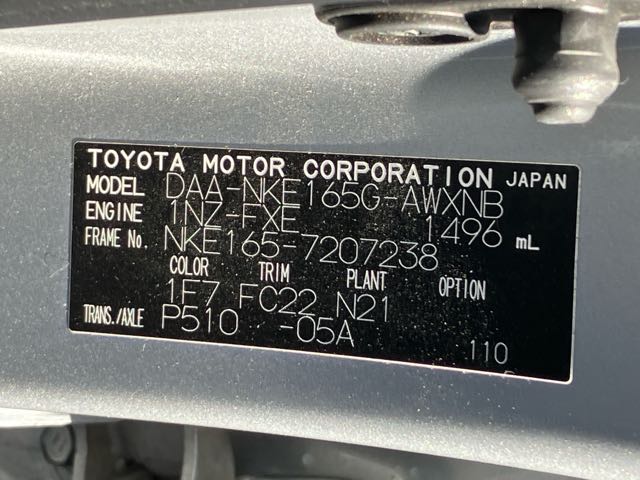 TOYOTA MOTOR CORPORATION JAPAN
MODEL DAA-NKE165G-AWXNB
ENGINE 1NZ-FXE 1496 mL
FRAME No. NKE165-7207238
COLOR TRIM PLANT OPTION
1F7 FC22 N21
TRANS./AXLE P510 -05A
110